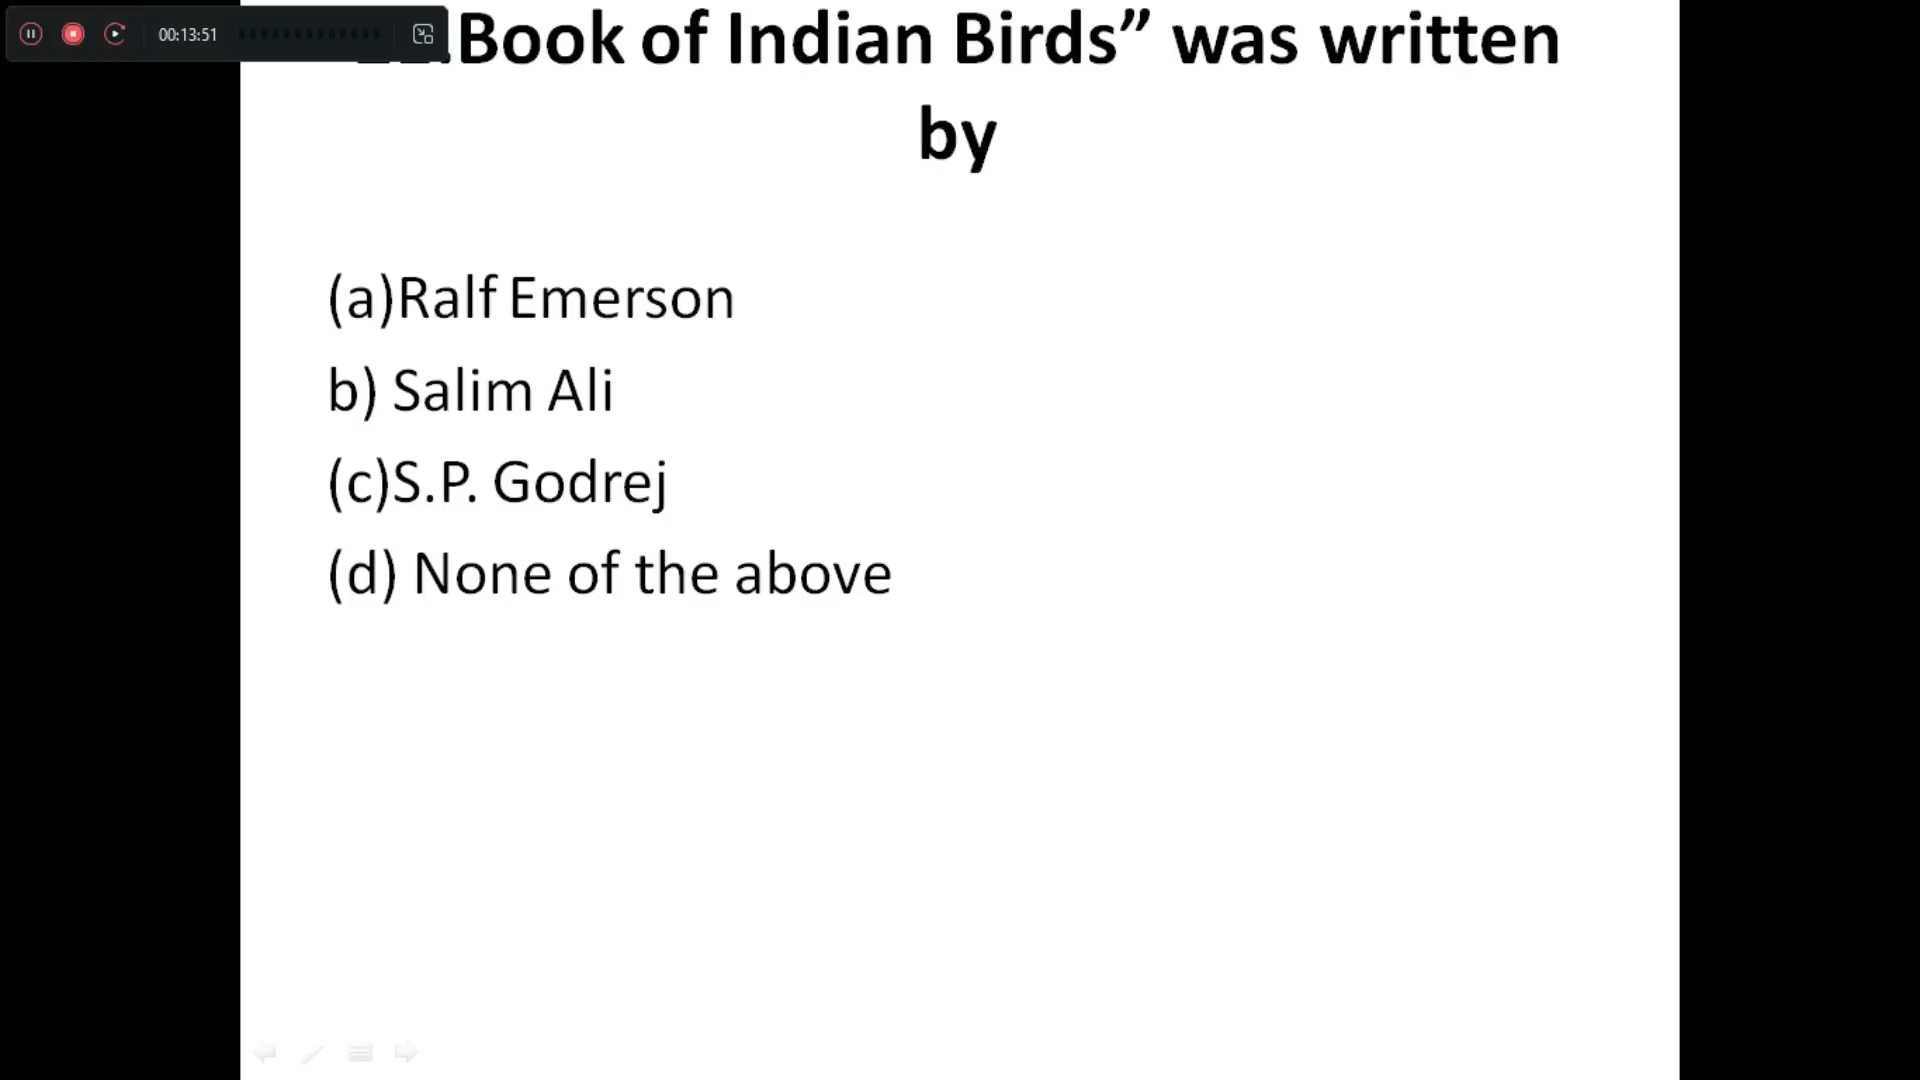 00:13:51
.Book of Indian Birds” was written
by
(a)Ralf Emerson
b) Salim Ali
(c)S.P. Godrej
(d) None of the above